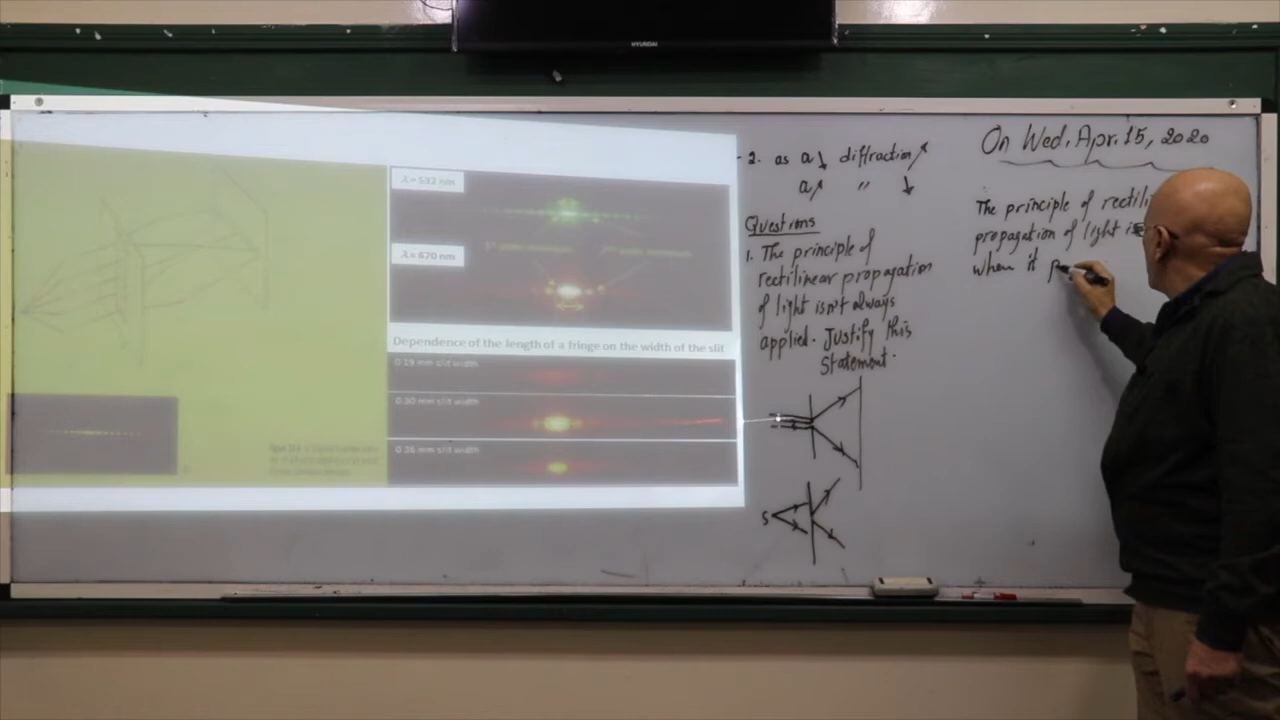 HYUNDAI
λ = 532 nm
λ = 670 nm
Dependence of the length of a fringe on the width of the slit
0.19 mm slit width
0.30 mm slit width
0.36 mm slit width
2. as a↓ diffraction↗
a↗ " ↓
Questions
1. The principle of
rectilinear propagation
of light isn't always
applied. Justify this
Statement.
S
On Wed. Apr. 15, 2020
The principle of rectili
propagation of light is
when it p